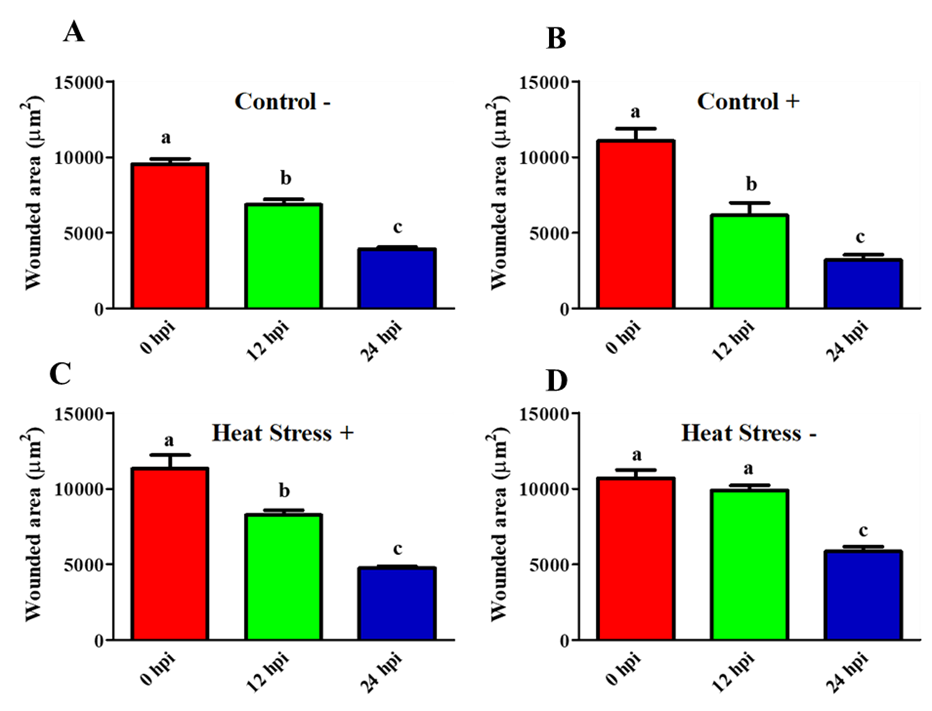 A
Control -
Wounded area (μm²)
15000
10000
5000
0
a
b
c
0 hpi
12 hpi
24 hpi
B
Control +
Wounded area (μm²)
15000
10000
5000
0
a
b
c
0 hpi
12 hpi
24 hpi
C
Heat Stress +
Wounded area (μm²)
15000
10000
5000
0
a
b
c
0 hpi
12 hpi
24 hpi
D
Heat Stress -
Wounded area (μm²)
15000
10000
5000
0
a
a
c
0 hpi
12 hpi
24 hpi